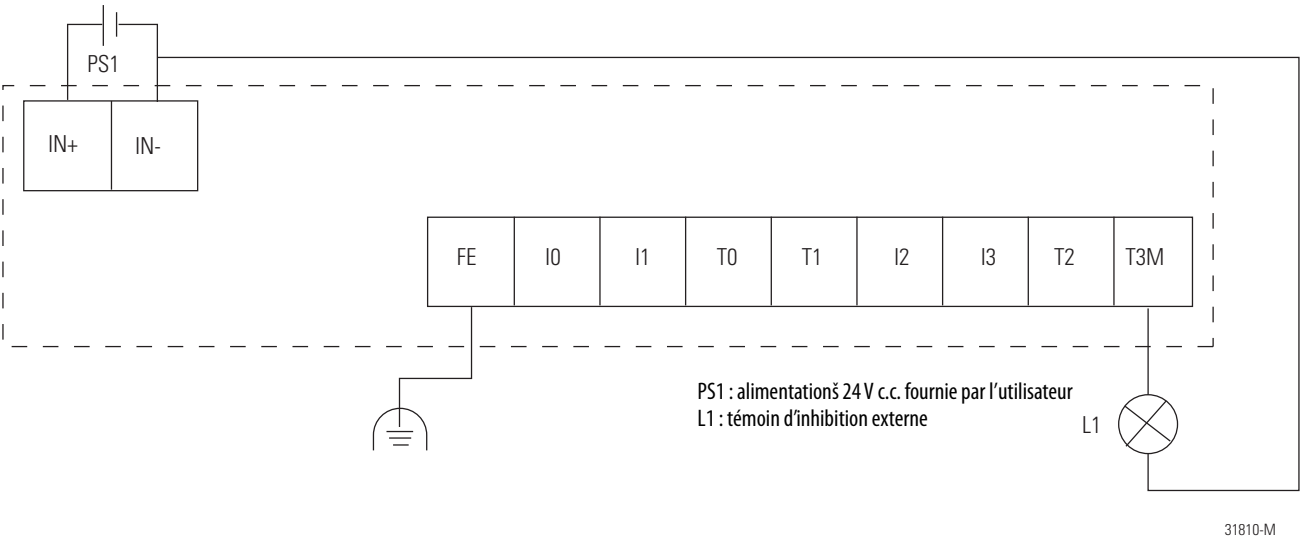 PS1
IN+ IN-
FE I0 I1 T0 T1 I2 I3 T2 T3M
PS1 : alimentationš 24 V c.c. fournie par l’utilisateur
L1 : témoin d’inhibition externe
L1
31810-M